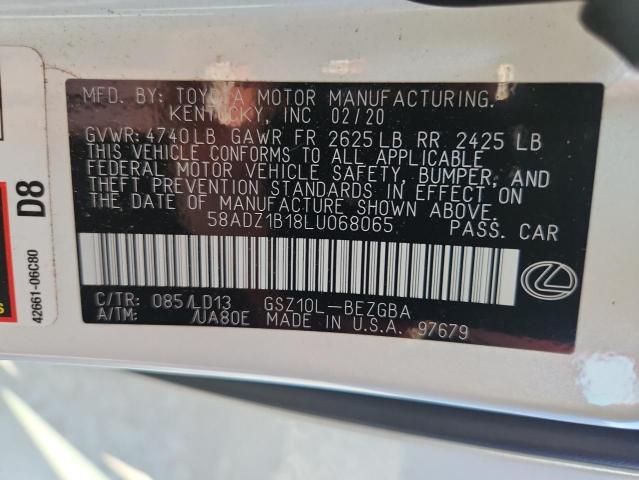 MFD. BY: TOYOTA MOTOR MANUFACTURING.
KENTUCKY, INC 02/20
GVWR: 4740 LB GAWR FR 2625 LB RR 2425 LB
THIS VEHICLE CONFORMS TO ALL APPLICABLE
FEDERAL MOTOR VEHICLE SAFETY, BUMPER, AND
THEFT PREVENTION STANDARDS IN EFFECT ON
THE DATE OF MANUFACTURE SHOWN ABOVE.
58ADZ1B18LU068065 PASS. CAR
C/TR: 085/LD13 GSZ10L-BEZGBA
A/TM: /UA80E MADE IN U.S.A. 97679
D8
42661-06C80